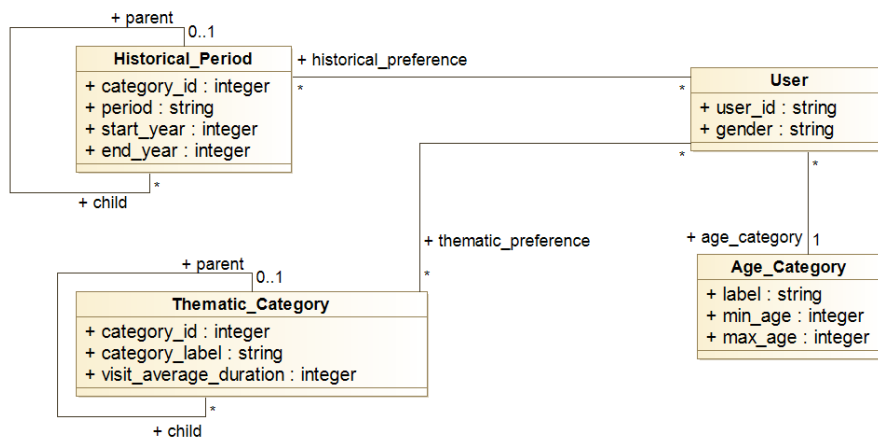 + parent
0..1
Historical_Period
+ category_id : integer
+ period : string
+ start_year : integer
+ end_year : integer
*
+ child
+ historical_preference
*
*
User
+ user_id : string
+ gender : string
*
*
+ thematic_preference
*
+ age_category
1
Age_Category
+ label : string
+ min_age : integer
+ max_age : integer
+ parent
0..1
Thematic_Category
+ category_id : integer
+ category_label : string
+ visit_average_duration : integer
*
+ child